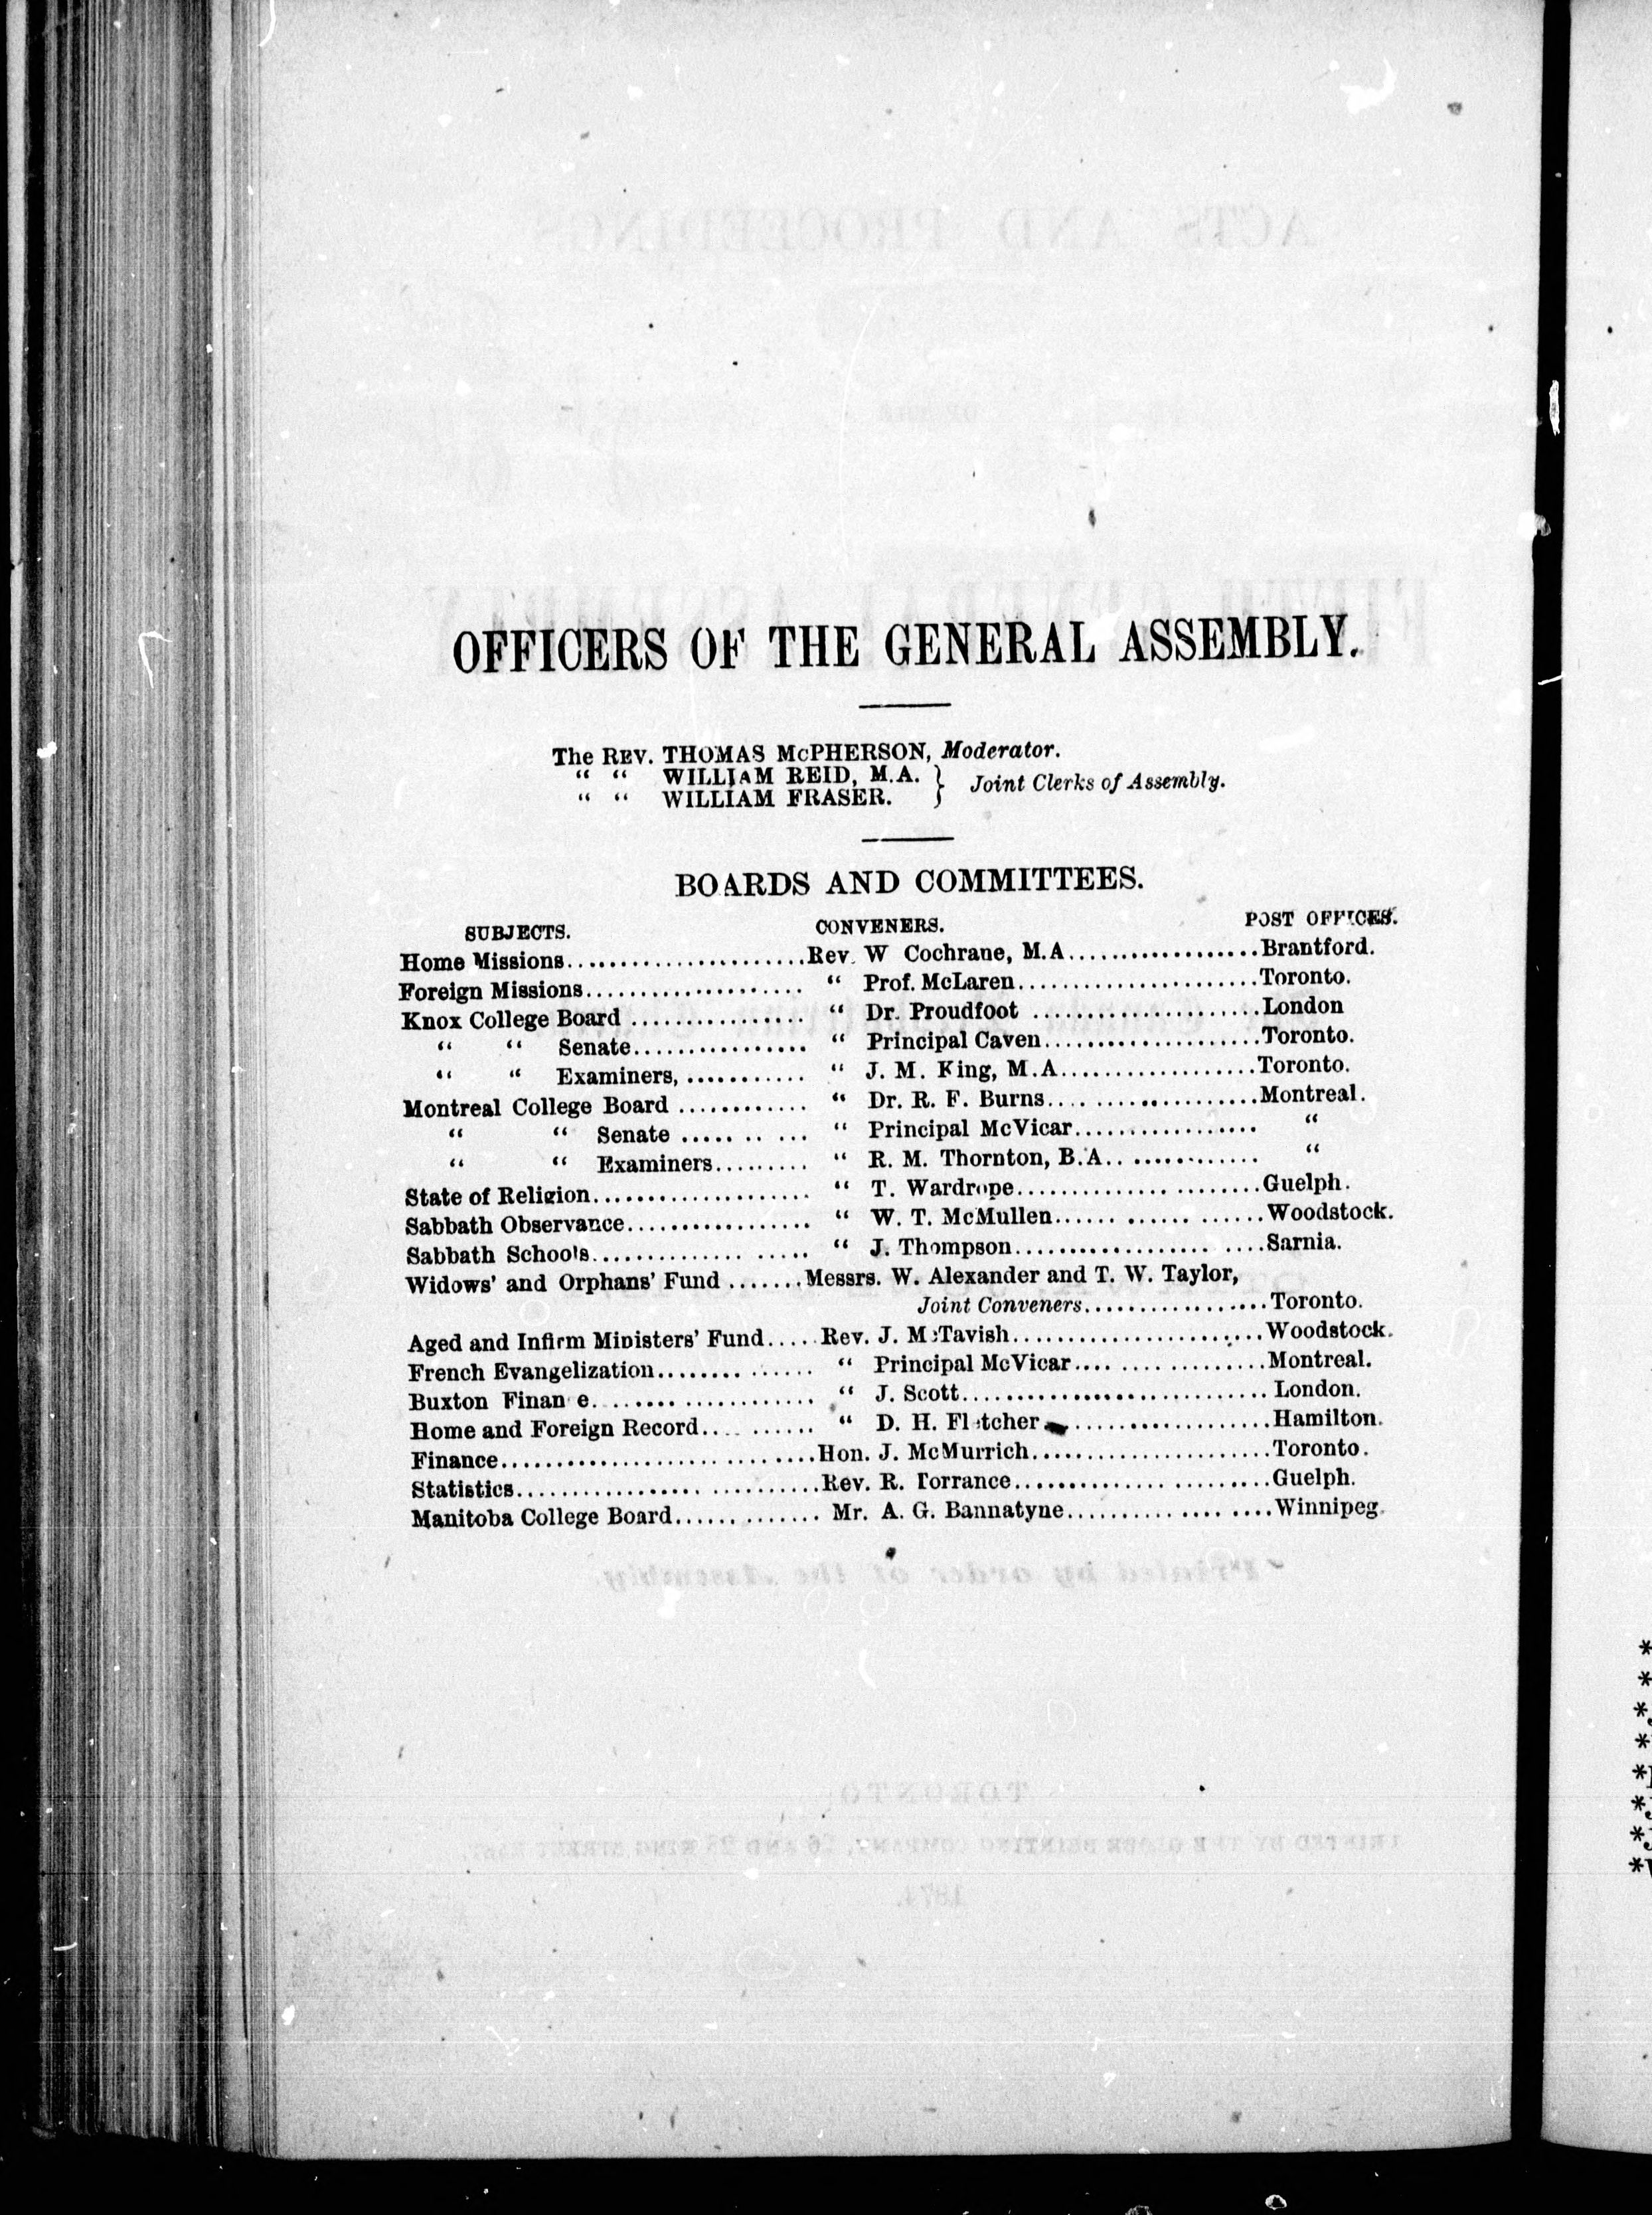 OFFICERS OF THE GENERAL ASSEMBLY.
The REV. THOMAS McPHERSON, Moderator.
" " WILLIAM REID, M.A. } Joint Clerks of Assembly.
" " WILLIAM FRASER.
BOARDS AND COMMITTEES.
SUBJECTS. CONVENERS. POST OFFICES.
Home Missions......................Rev. W Cochrane, M.A..................Brantford.
Foreign Missions.................... " Prof. McLaren.......................Toronto.
Knox College Board ................ " Dr. Proudfoot ......................London
" " Senate................ " Principal Caven.....................Toronto.
" " Examiners, ........... " J. M. King, M.A..................Toronto.
Montreal College Board ............ " Dr. R. F. Burns.....................Montreal.
" " Senate ..... .. ... " Principal McVicar................. "
" " Examiners......... " R. M. Thornton, B.A.. ............ "
State of Religion.................... " T. Wardrope.............. ........Guelph.
Sabbath Observance................. " W. T. McMullen...... ...... ......Woodstock.
Sabbath Schools.............. ..... " J. Thompson................... ....Sarnia.
Widows' and Orphans' Fund .......Messrs. W. Alexander and T. W. Taylor,
Joint Conveners.................Toronto.
Aged and Infirm Ministers' Fund.....Rev. J. McTavish........................Woodstock.
French Evangelization........ ...... " Principal McVicar.... ..............Montreal.
Buxton Finan e........ ............ " J. Scott............................. London.
Home and Foreign Record.... ...... " D. H. Fletcher ...................Hamilton.
Finance.............................Hon. J. McMurrich......................Toronto.
Statistics................. ..........Rev. R. Torrance............... .........Guelph.
Manitoba College Board...... ....... Mr. A. G. Bannatyne.......... .... ....Winnipeg.